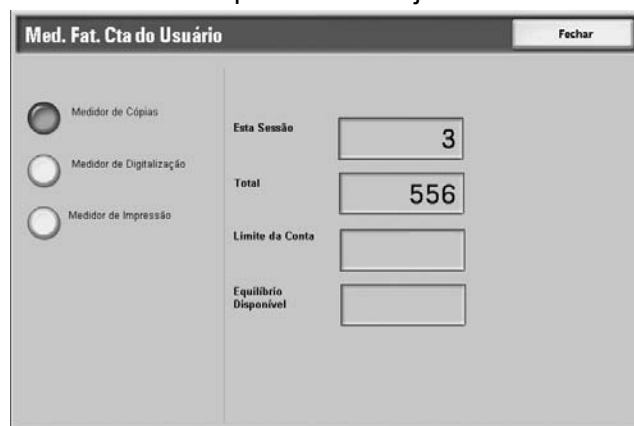 Med. Fat. Cta do Usuário
Fechar
Medidor de Cópias
Medidor de Digitalização
Medidor de Impressão
Esta Sessão
3
Total
556
Limite da Conta
Equilíbrio
Disponível